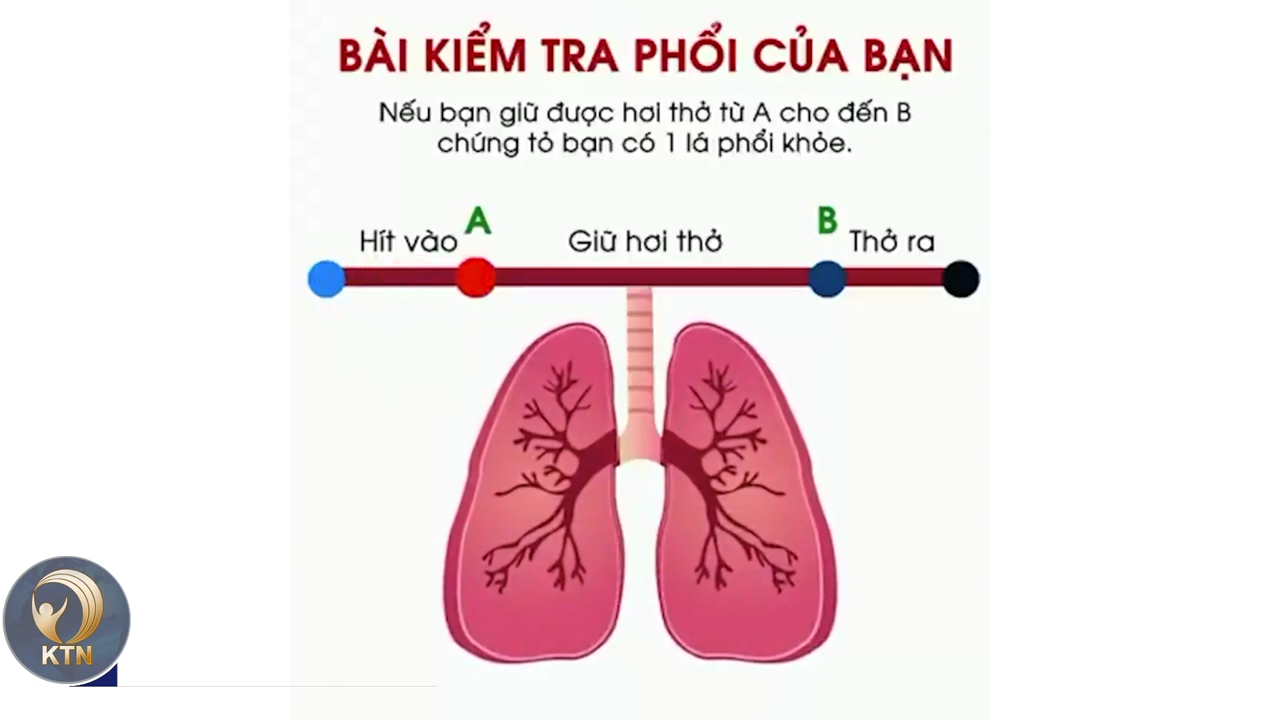 BÀI KIỂM TRA PHỔI CỦA BẠN
Nếu bạn giữ được hơi thở từ A cho đến B
chứng tỏ bạn có 1 lá phổi khỏe.
A
B
Hít vào
Giữ hơi thở
Thở ra
KTN